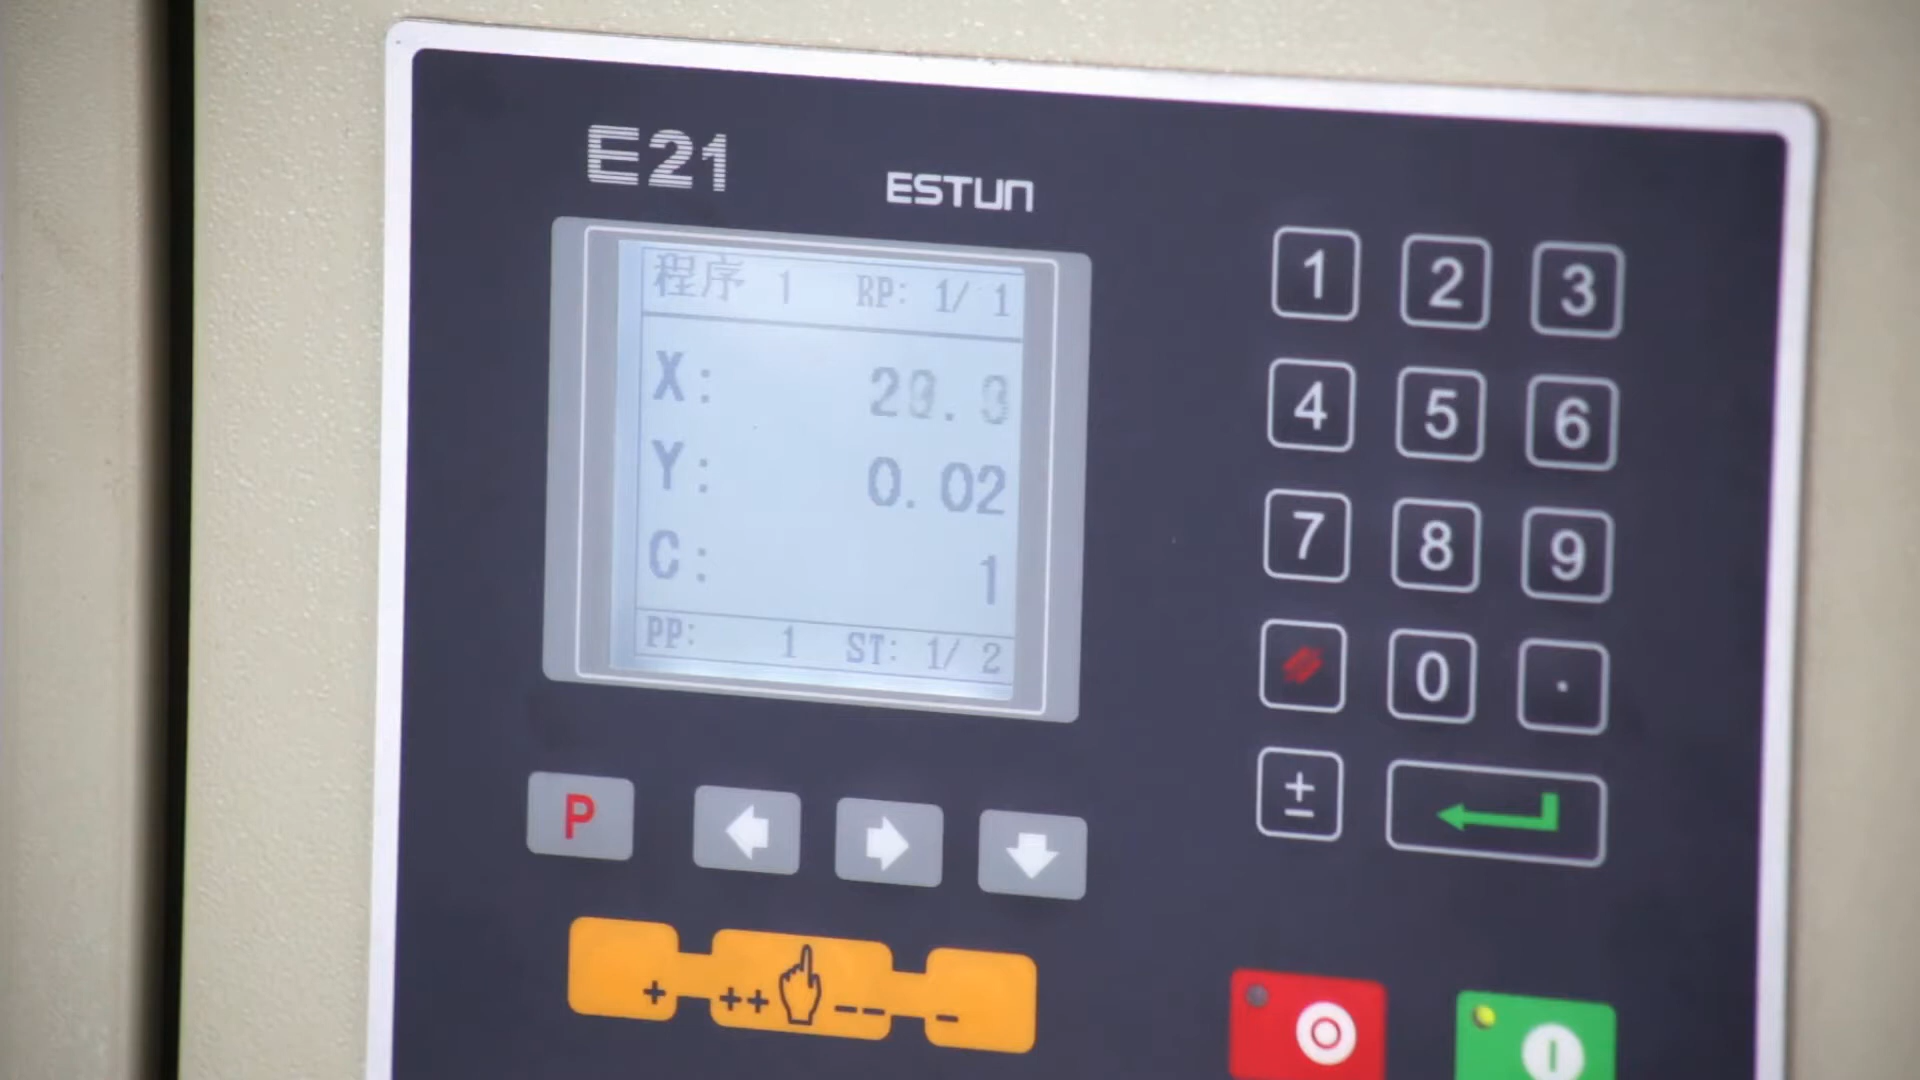 E21
ESTUN
程序 1 RP: 1/ 1
X:
Y: 0.02
C: 1
PP: 1 ST: 1/ 2
1 2 3
4 5 6
7 8 9
0 .
±
P
+ ++ -- -